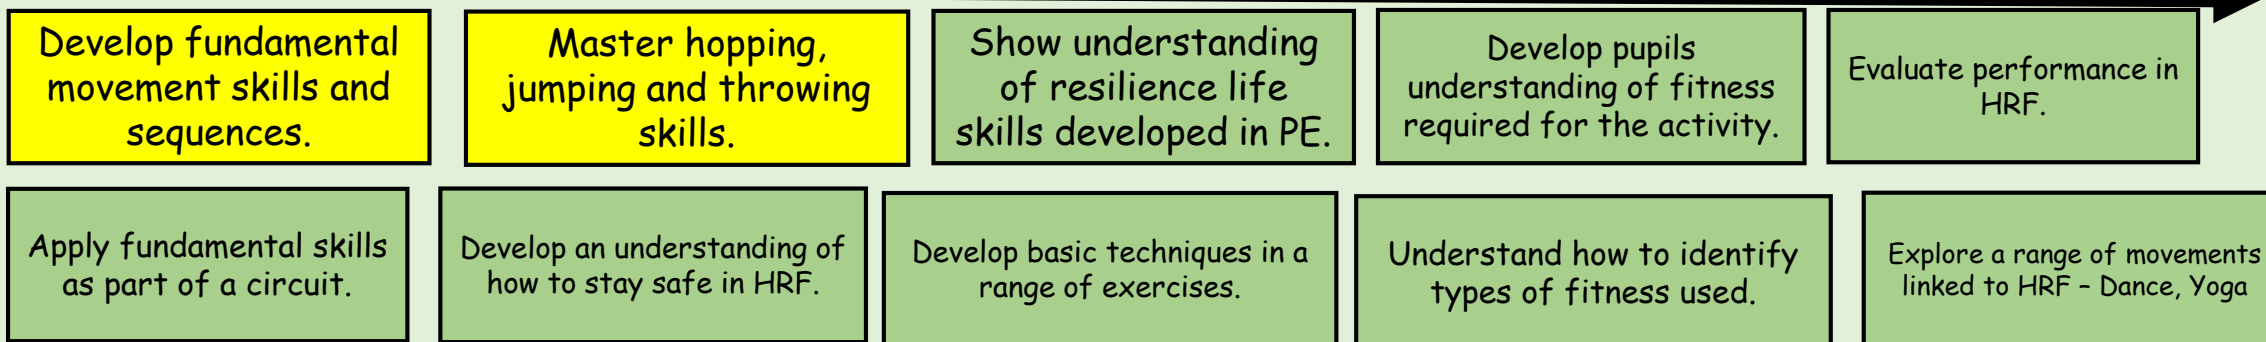 Develop fundamental
movement skills and
sequences.
Master hopping,
jumping and throwing
skills.
Show understanding
of resilience life
skills developed in PE.
Develop pupils
understanding of fitness
required for the activity.
Evaluate performance in
HRF.
Apply fundamental skills
as part of a circuit.
Develop an understanding of
how to stay safe in HRF.
Develop basic techniques in a
range of exercises.
Understand how to identify
types of fitness used.
Explore a range of movements
linked to HRF – Dance, Yoga